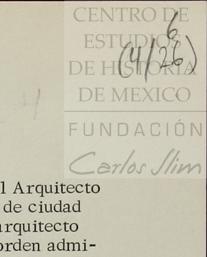 CENTRO DE
ESTUDIOS
DE HISTORIA
DE MEXICO
FUNDACIÓN
Carlos Slim
6
(4/26)
l Arquitecto
de ciudad
arquitecto
orden admi-